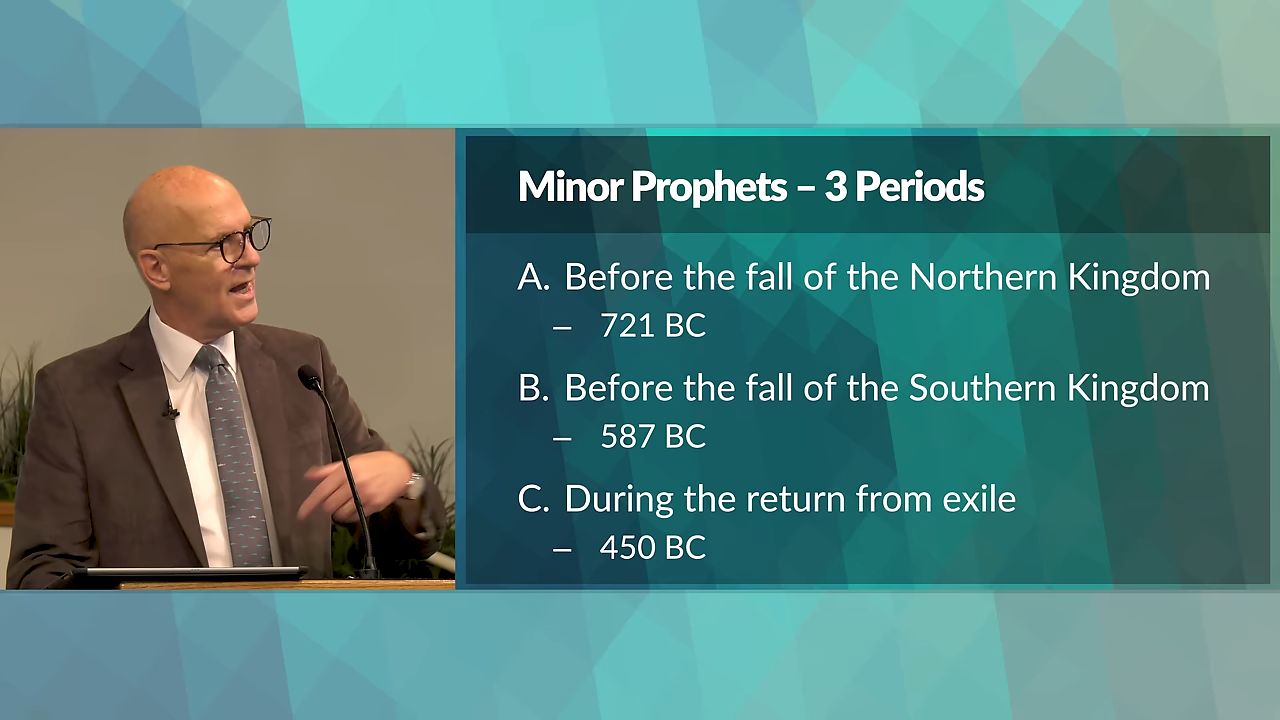 Minor Prophets – 3 Periods
A. Before the fall of the Northern Kingdom
– 721 BC
B. Before the fall of the Southern Kingdom
– 587 BC
C. During the return from exile
– 450 BC